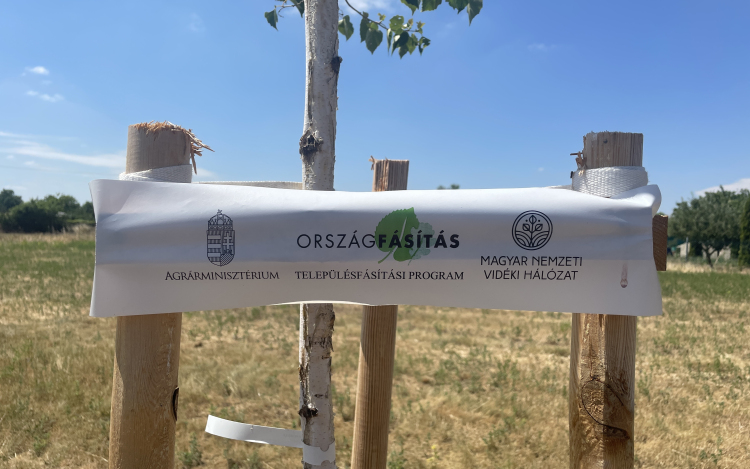 AGRÁRMINISZTÉRIUM
ORSZÁGFÁSÍTÁS
TELEPÜLÉSFÁSÍTÁSI PROGRAM
MAGYAR NEMZETI
VIDÉKI HÁLÓZAT